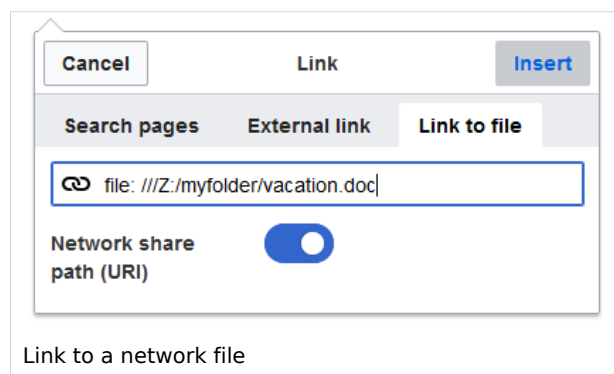 Cancel Link Insert
Search pages External link Link to file
file: ///Z:/myfolder/vacation.doc
Network share
path (URI)
Link to a network file